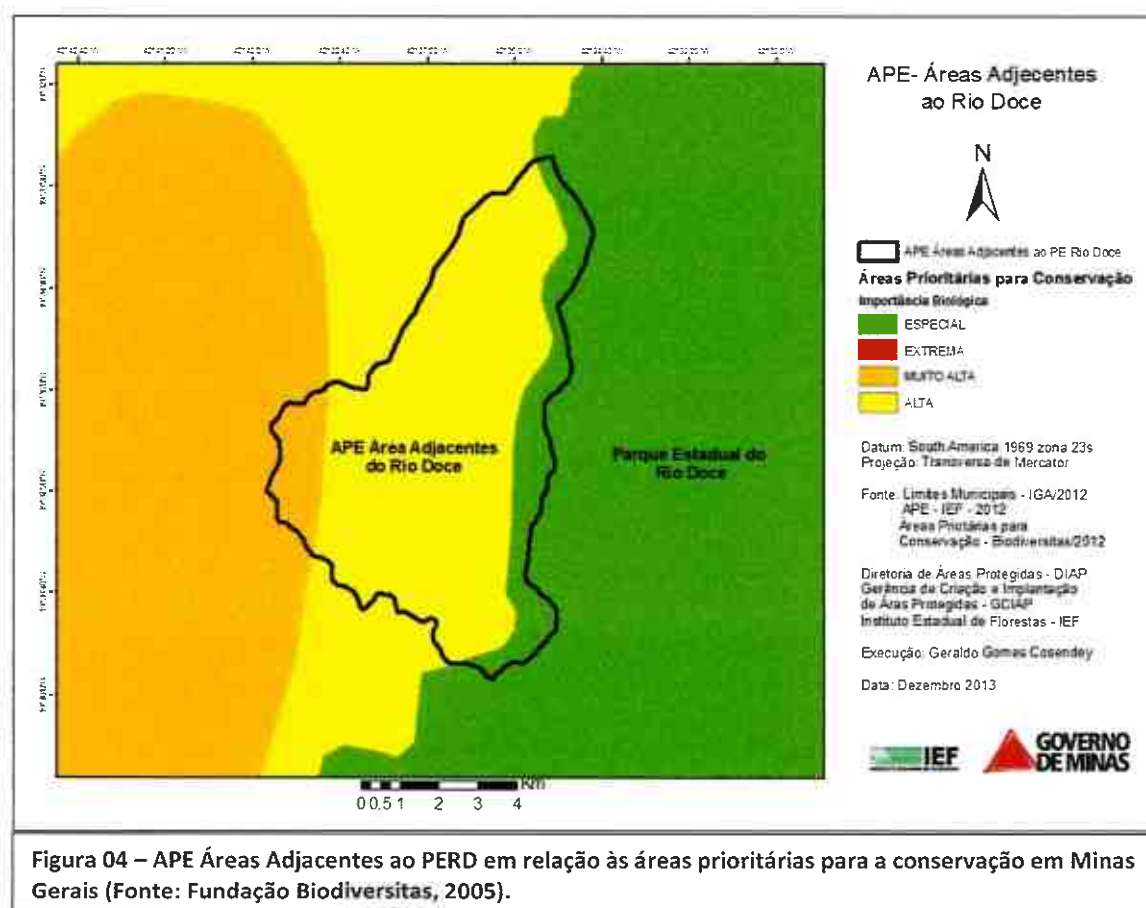 APE- Áreas Adjecentes
ao Rio Doce
N
APE Áreas Adjacentes ao PE Rio Doce
Áreas Prioritárias para Conservação
Importância Biológica
ESPECIAL
EXTREMA
MUITO ALTA
ALTA
APE Área Adjacentes
do Rio Doce
Parque Estadual do
Rio Doce
Datum: South America 1969 zona 23s
Projeção: Transversa de Mercator
Fonte: Limites Municipais - IGA/2012
APE - IEF - 2012
Áreas Priotárias para
Conservação - Biodiversitas/2012
Diretoria de Áreas Protegidas - DIAP
Gerência de Criação e Implantação
de Áras Protegidas - GCIAP
Instituto Estadual de Florestas - IEF
Execução: Geraldo Gomes Cosendey
Data: Dezembro 2013
IEF
GOVERNO
DE MINAS
Km
0 0,5 1 2 3 4
Figura 04 – APE Áreas Adjacentes ao PERD em relação às áreas prioritárias para a conservação em Minas
Gerais (Fonte: Fundação Biodiversitas, 2005).